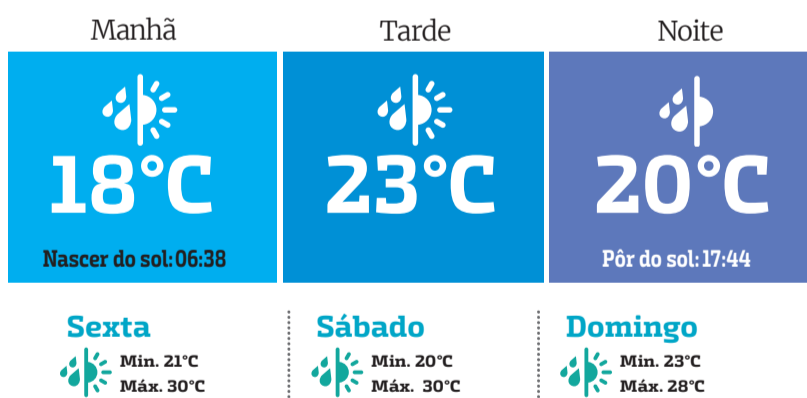 Manhã
Tarde
Noite
18°C
23°C
20°C
Nascer do sol: 06:38
Pôr do sol: 17:44
Sexta
Min. 21°C
Máx. 30°C
Sábado
Min. 20°C
Máx. 30°C
Domingo
Min. 23°C
Máx. 28°C